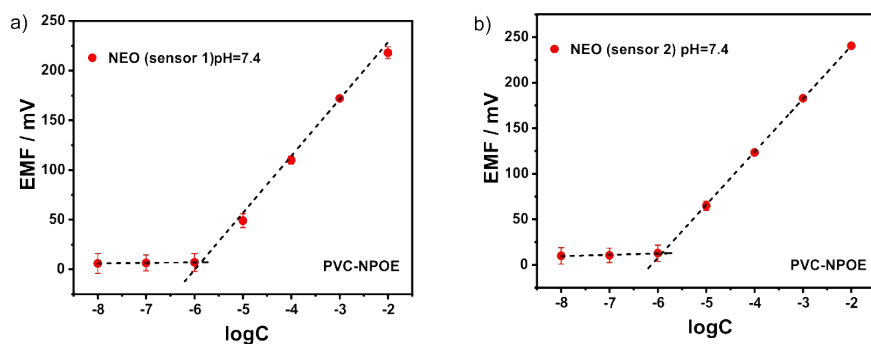 a)
250
200
150
100
50
0
EMF / mV
NEO (sensor 1)pH=7.4
PVC-NPOE
-8 -7 -6 -5 -4 -3 -2
logC
b)
250
200
150
100
50
0
EMF / mV
NEO (sensor 2) pH=7.4
PVC-NPOE
-8 -7 -6 -5 -4 -3 -2
logC